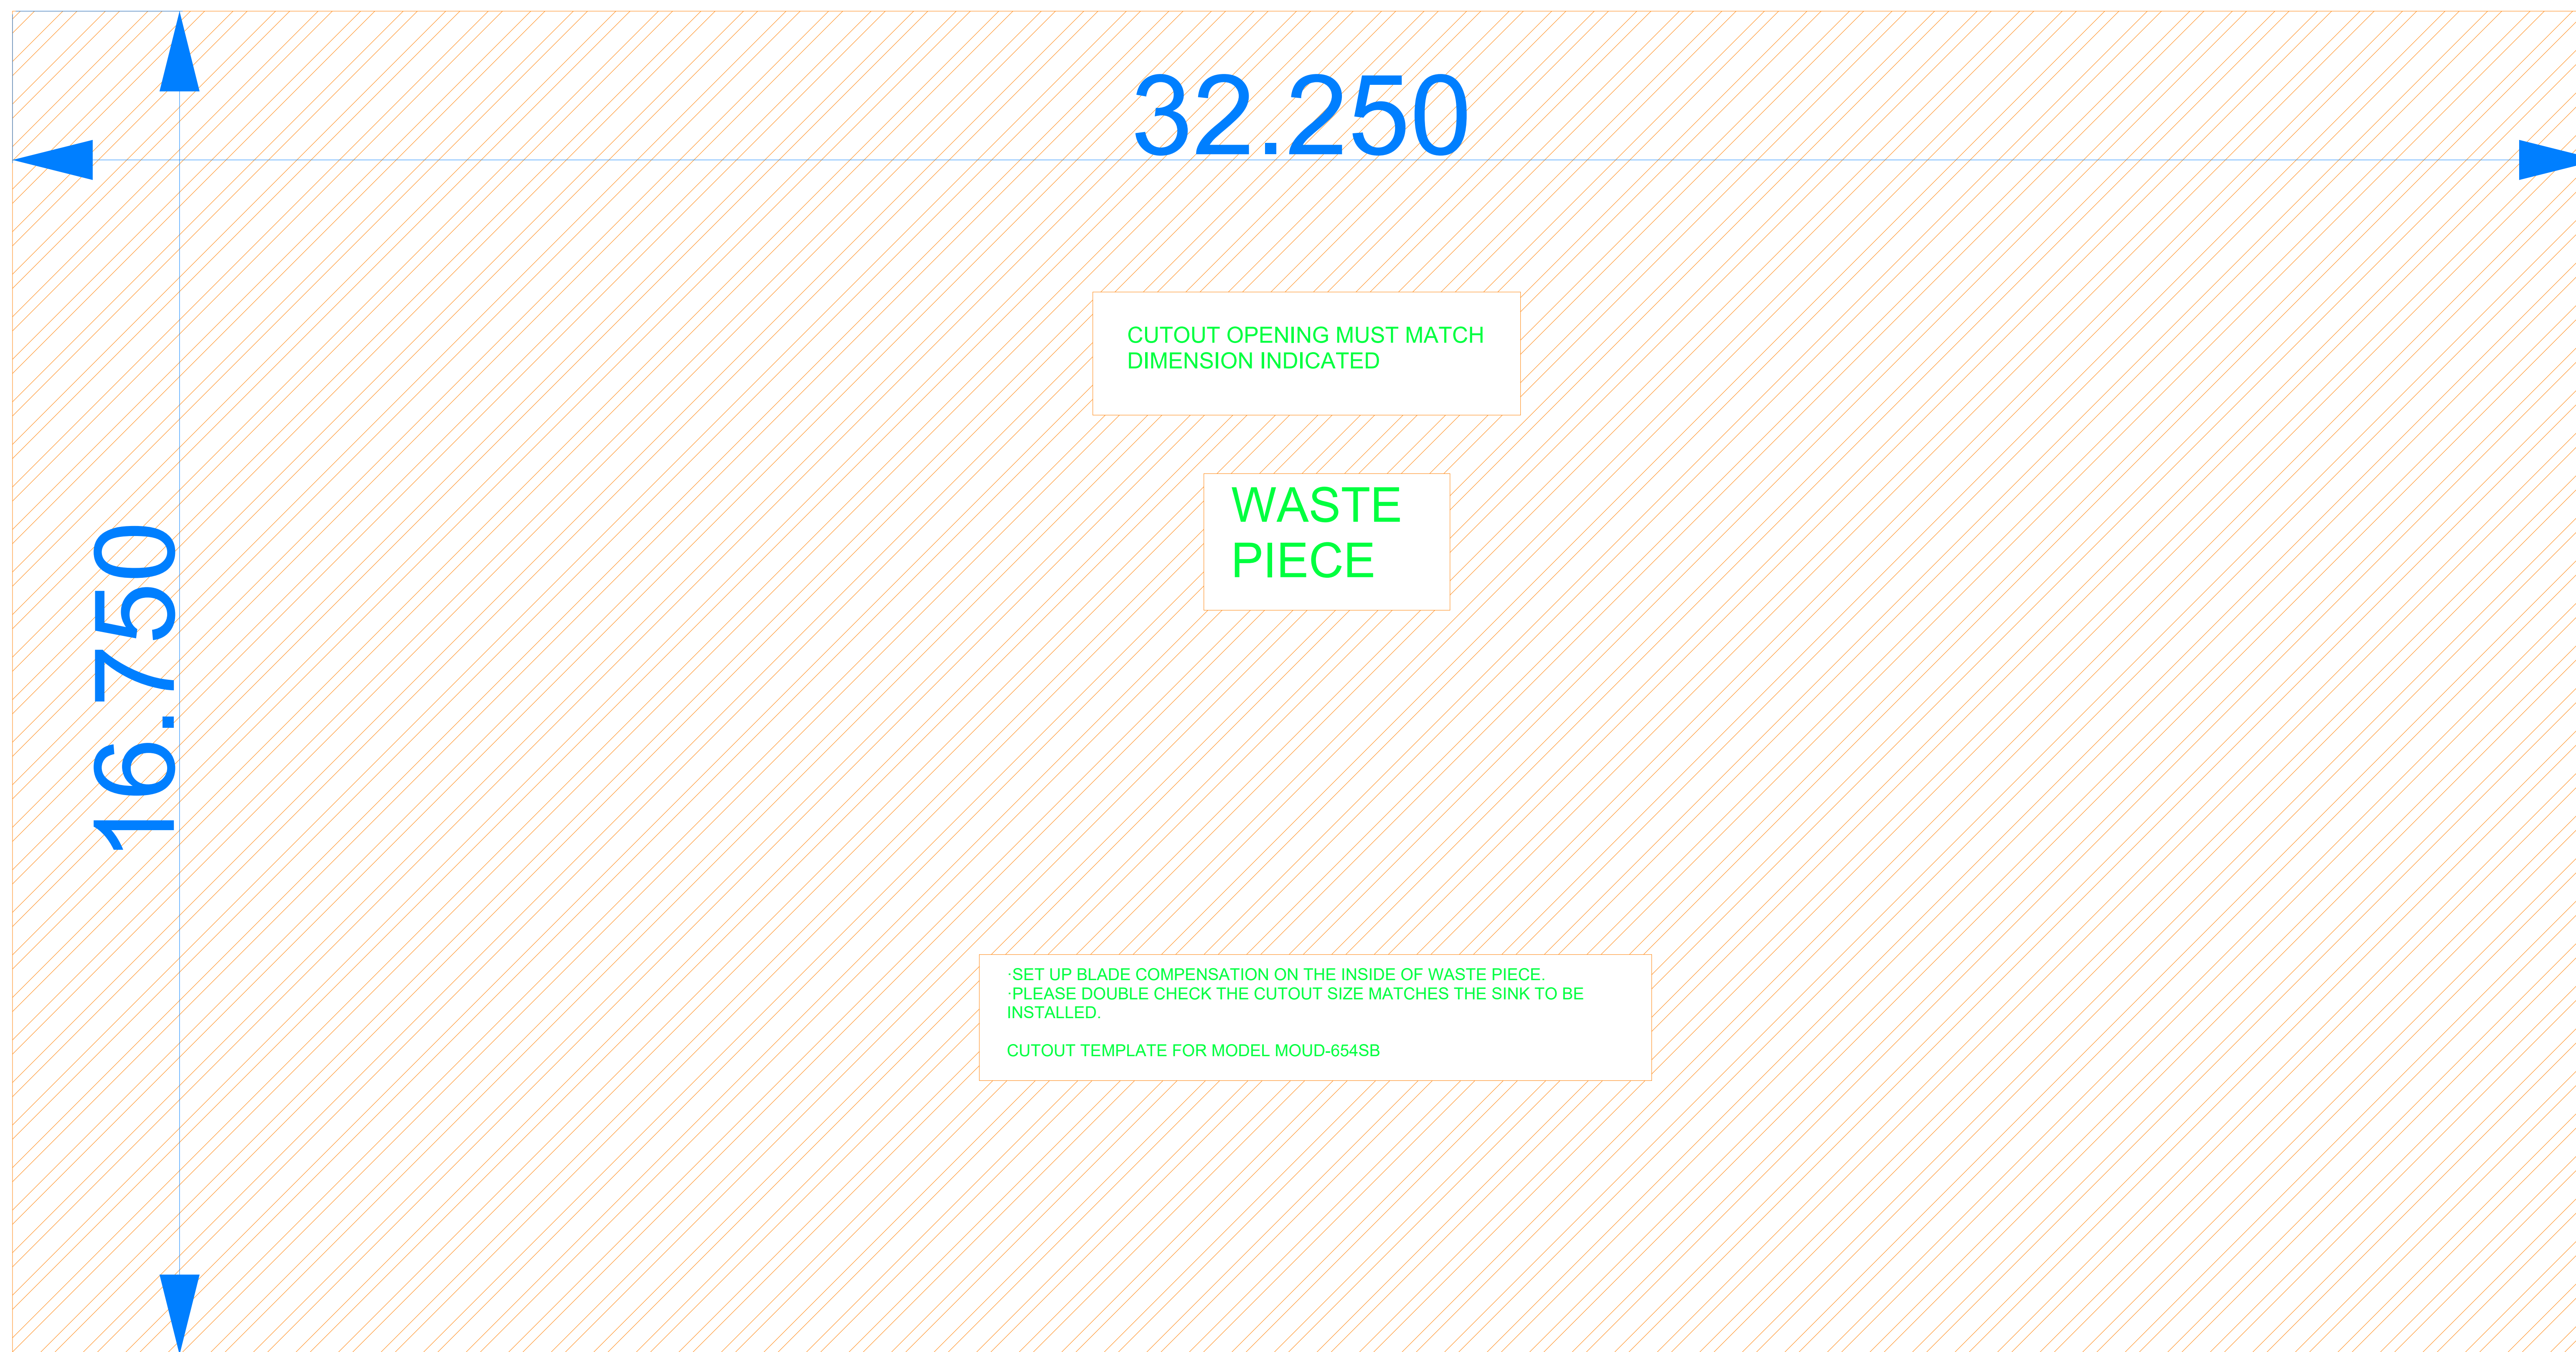 32.250
CUTOUT OPENING MUST MATCH
DIMENSION INDICATED
WASTE
PIECE
16.750
·SET UP BLADE COMPENSATION ON THE INSIDE OF WASTE PIECE.
·PLEASE DOUBLE CHECK THE CUTOUT SIZE MATCHES THE SINK TO BE
INSTALLED.
CUTOUT TEMPLATE FOR MODEL MOUD-654SB